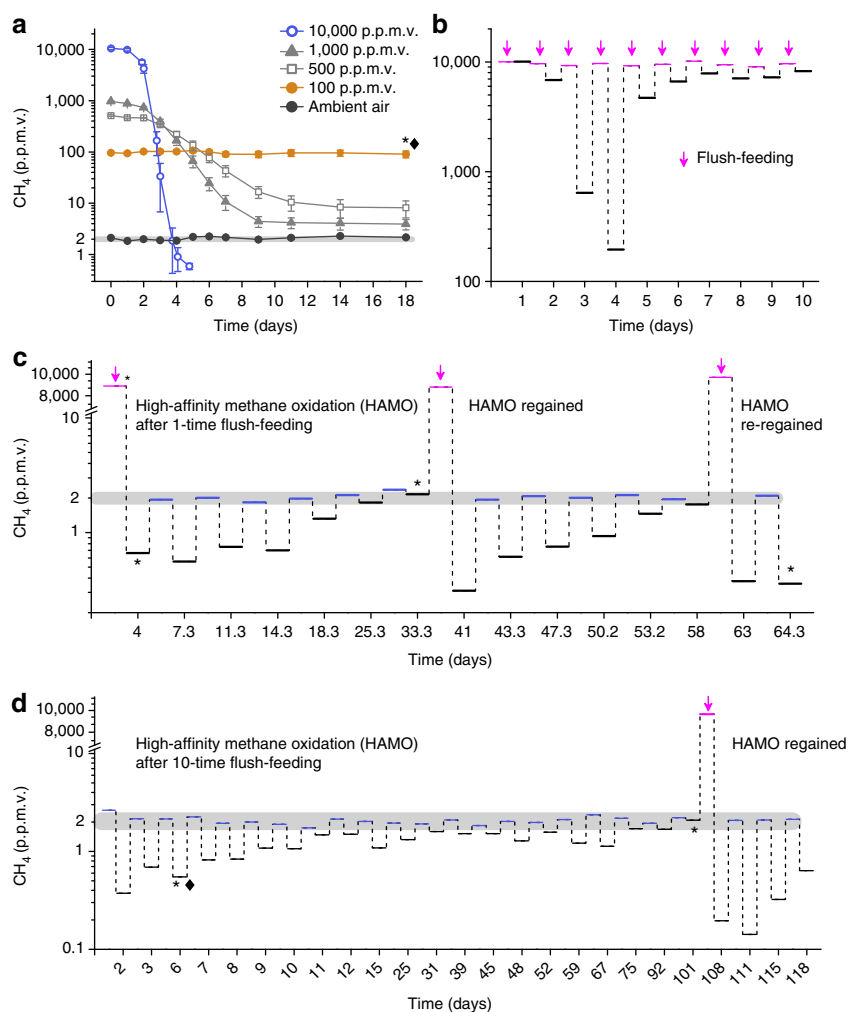 a
10,000 p.p.m.v.
1,000 p.p.m.v.
500 p.p.m.v.
100 p.p.m.v.
Ambient air
CH4 (p.p.m.v.)
10,000
1,000
100
10
2
1
*♦
0 2 4 6 8 10 12 14 16 18
Time (days)
b
10,000
1,000
100
Flush-feeding
1 2 3 4 5 6 7 8 9 10
Time (days)
c
CH4 (p.p.m.v.)
10,000
8,000
10
2
1
*
High-affinity methane oxidation (HAMO)
after 1-time flush-feeding
HAMO regained
HAMO
re-regained
*
*
*
4 7.3 11.3 14.3 18.3 25.3 33.3 41 43.3 47.3 50.2 53.2 58 63 64.3
Time (days)
d
CH4 (p.p.m.v.)
10,000
8,000
10
2
1
0.1
High-affinity methane oxidation (HAMO)
after 10-time flush-feeding
HAMO regained
*♦
*
2 3 6 7 8 9 10 11 12 15 25 31 39 45 48 52 59 67 75 92 101 108 111 115 118
Time (days)